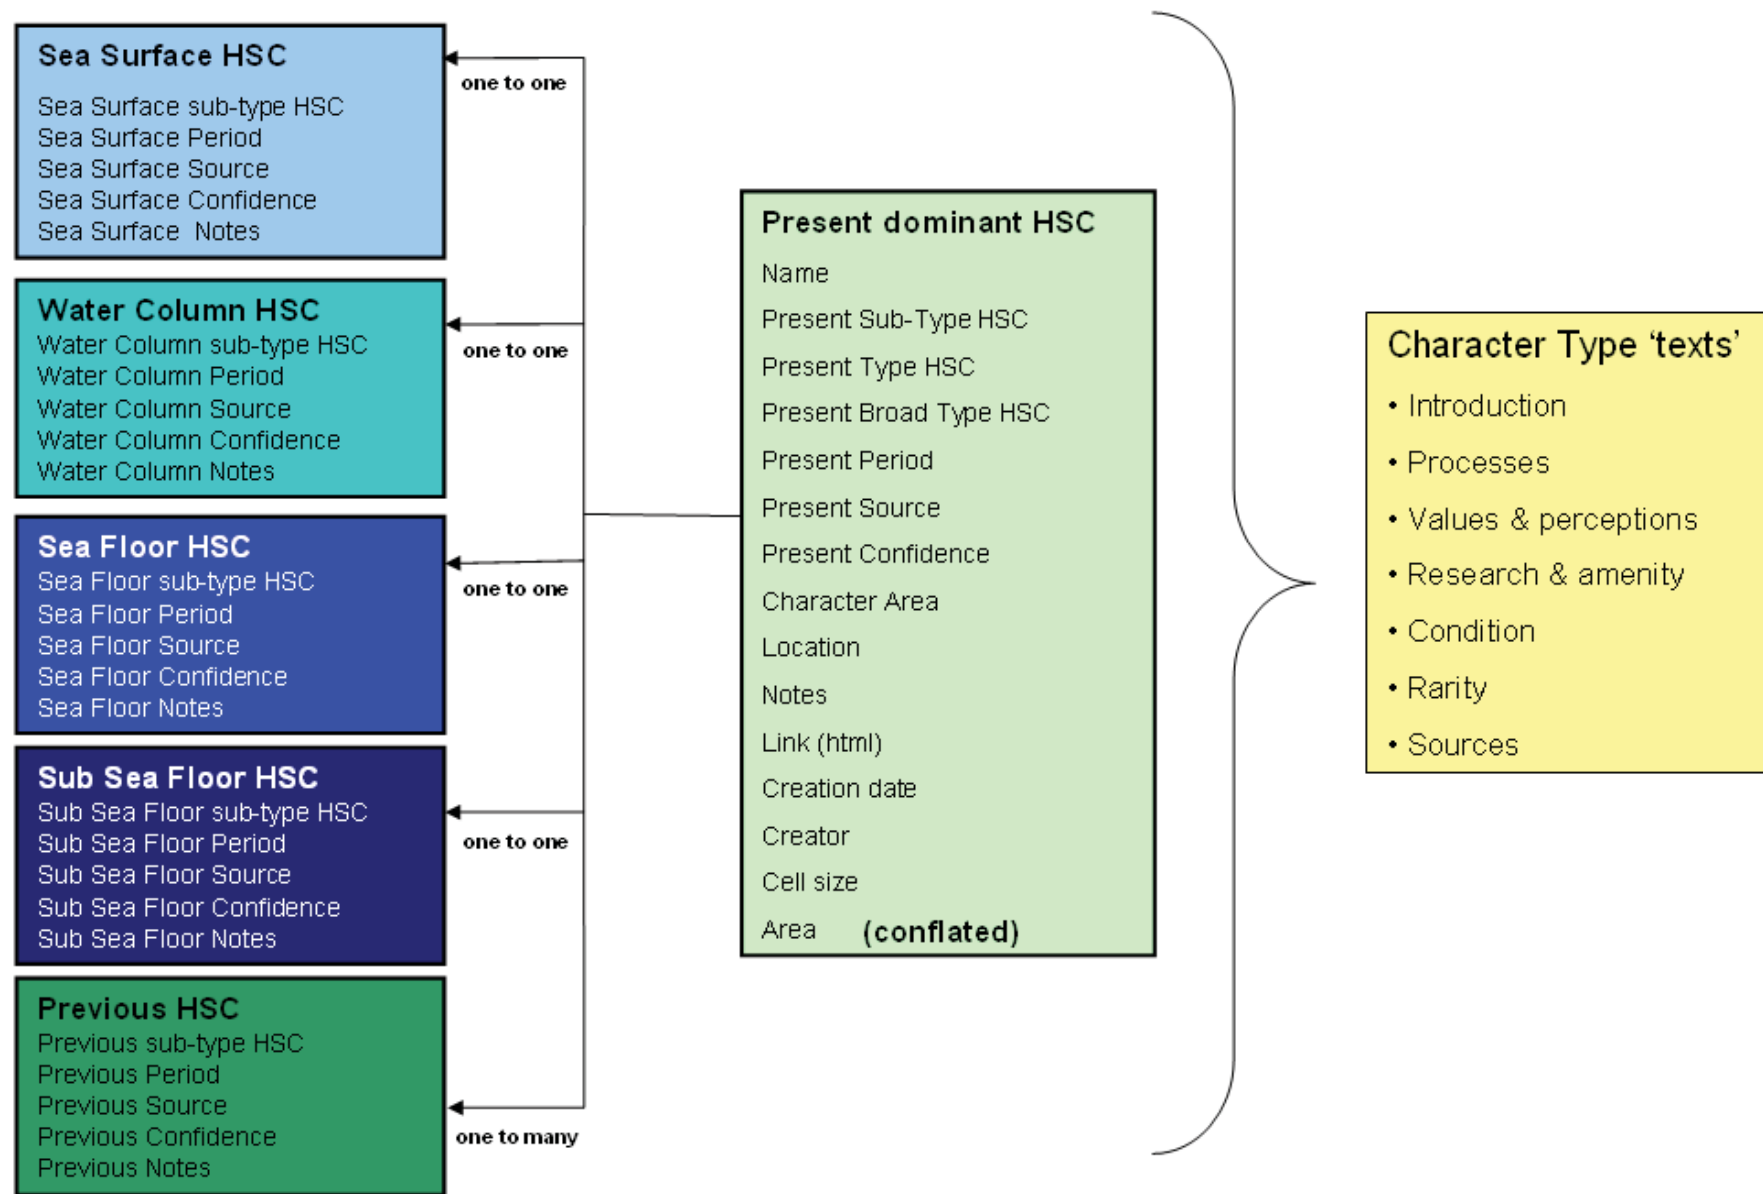 Sea Surface HSC
Sea Surface sub-type HSC
Sea Surface Period
Sea Surface Source
Sea Surface Confidence
Sea Surface Notes
one to one
Water Column HSC
Water Column sub-type HSC
Water Column Period
Water Column Source
Water Column Confidence
Water Column Notes
one to one
Sea Floor HSC
Sea Floor sub-type HSC
Sea Floor Period
Sea Floor Source
Sea Floor Confidence
Sea Floor Notes
one to one
Sub Sea Floor HSC
Sub Sea Floor sub-type HSC
Sub Sea Floor Period
Sub Sea Floor Source
Sub Sea Floor Confidence
Sub Sea Floor Notes
one to one
Previous HSC
Previous sub-type HSC
Previous Period
Previous Source
Previous Confidence
Previous Notes
one to many
Present dominant HSC
Name
Present Sub-Type HSC
Present Type HSC
Present Broad Type HSC
Present Period
Present Source
Present Confidence
Character Area
Location
Notes
Link (html)
Creation date
Creator
Cell size
Area (conflated)
Character Type ‘texts’
• Introduction
• Processes
• Values & perceptions
• Research & amenity
• Condition
• Rarity
• Sources